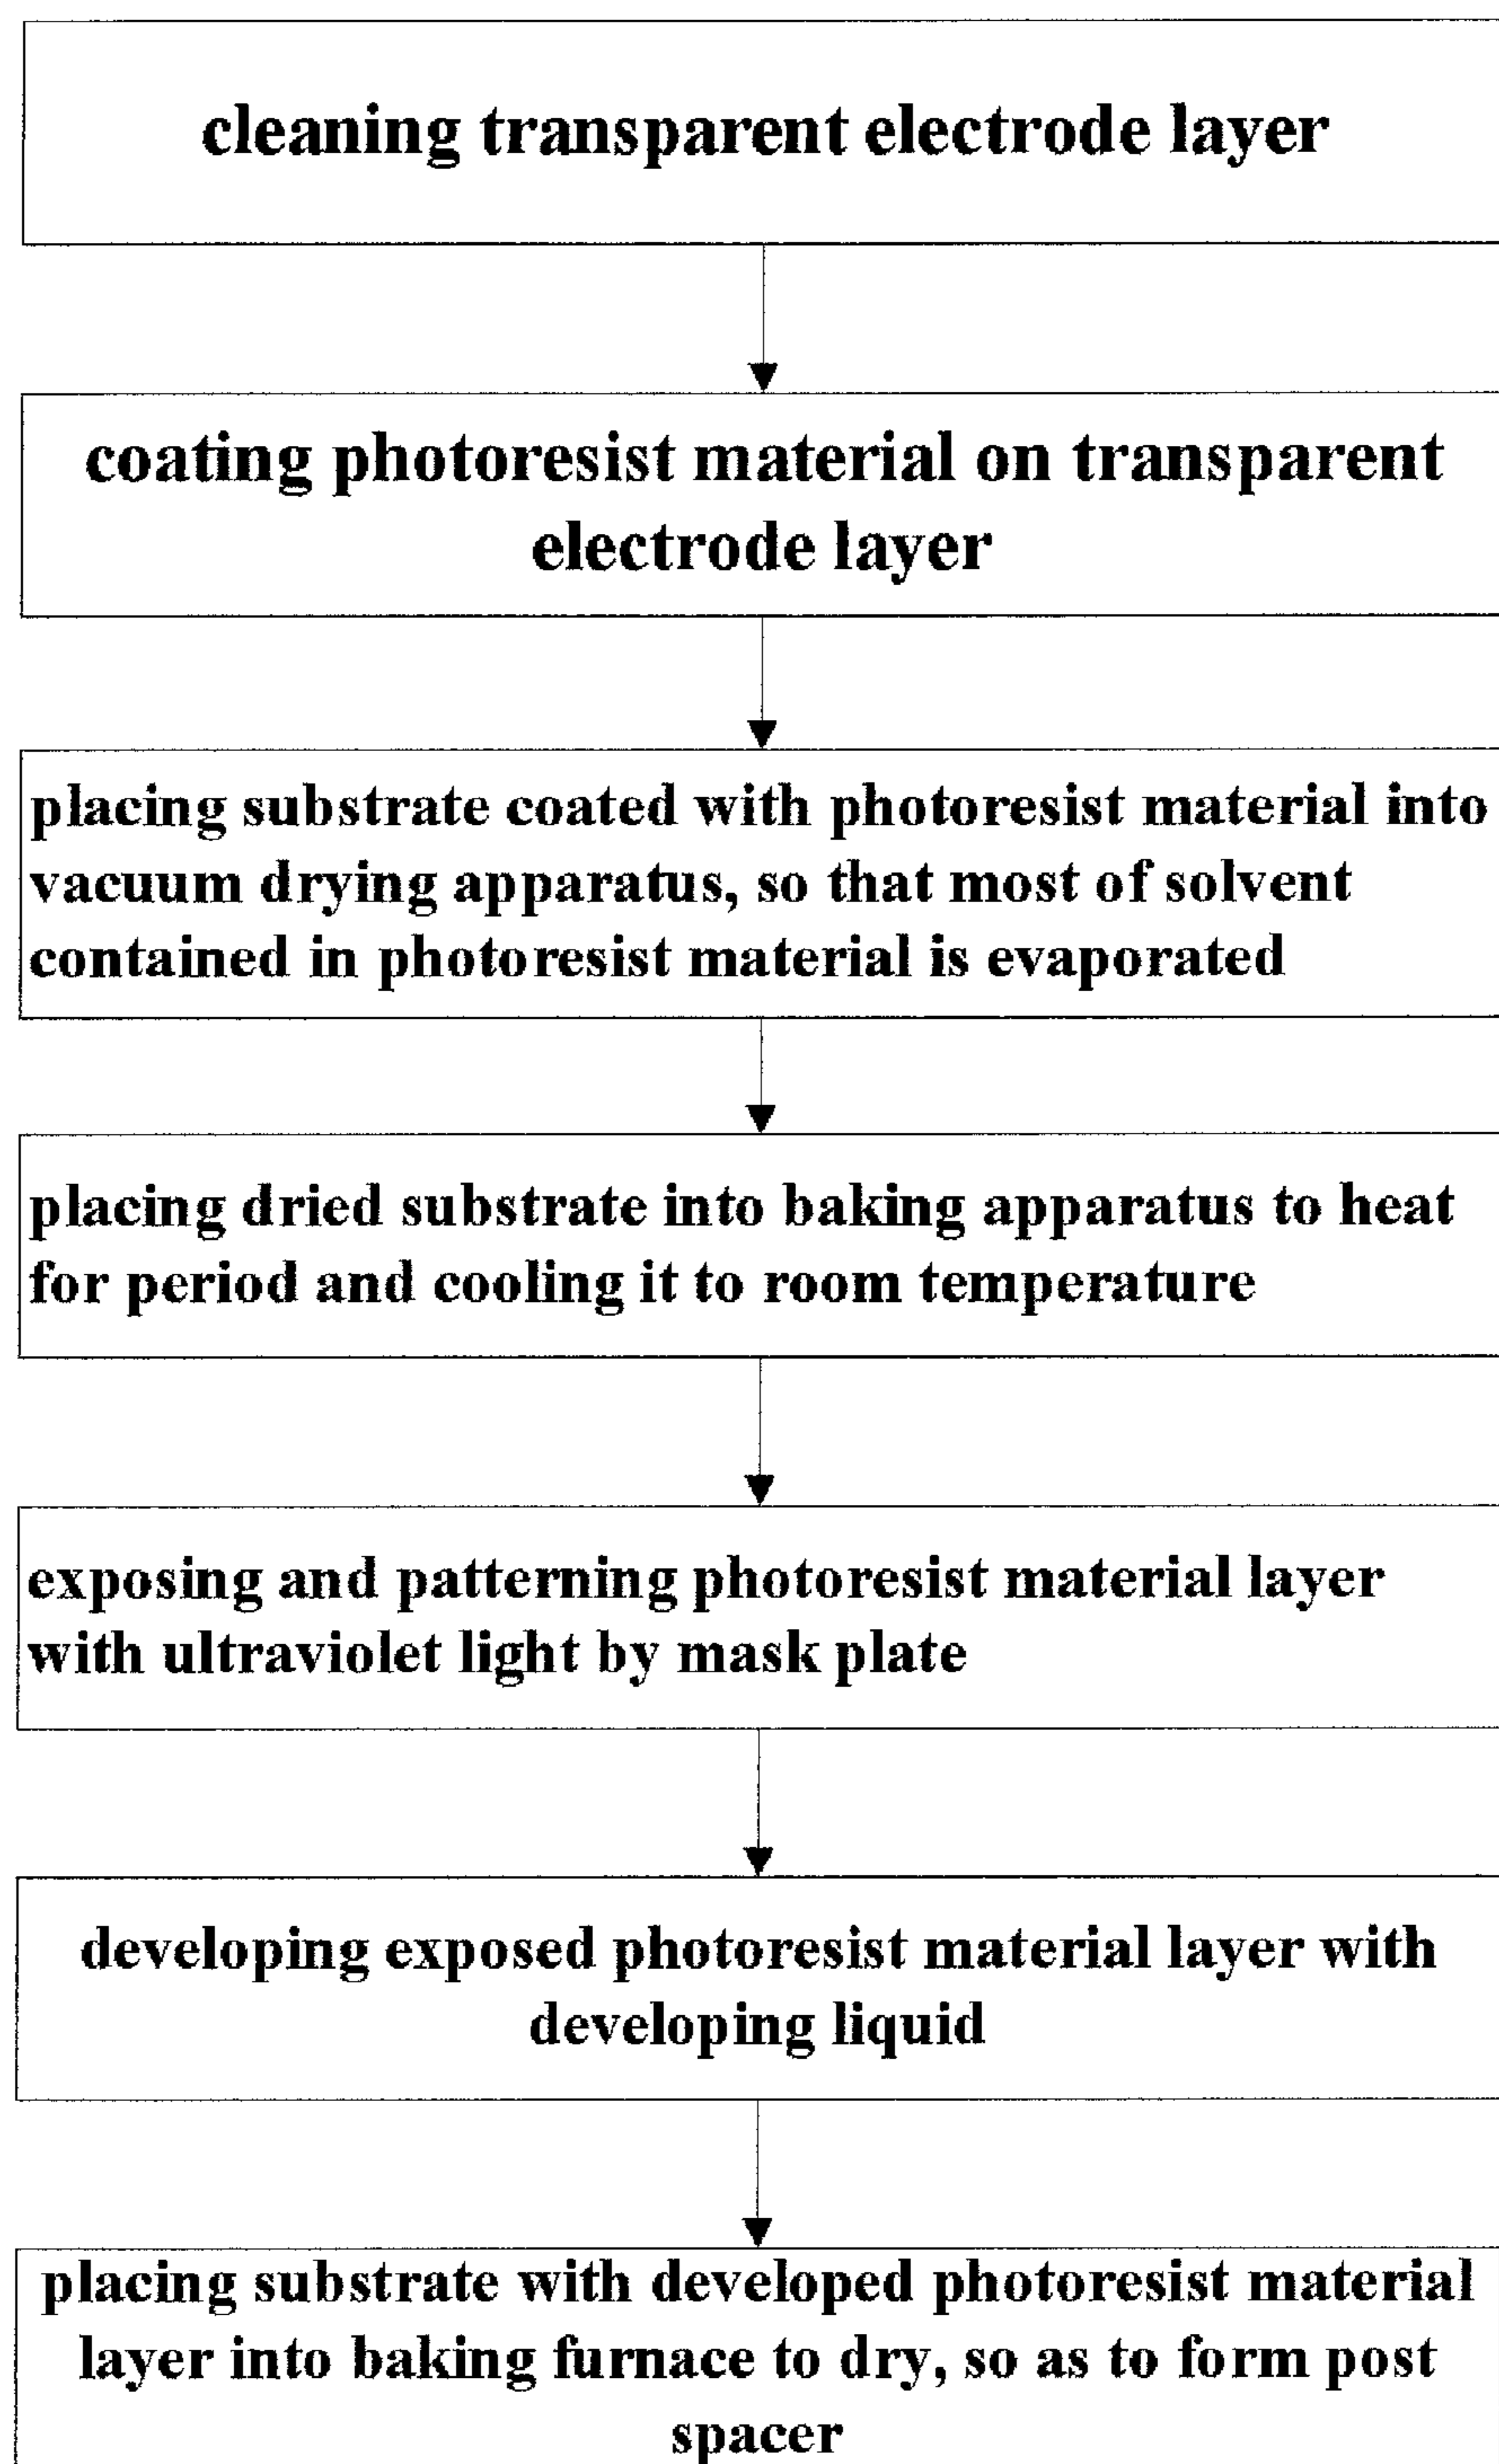 cleaning transparent electrode layer
coating photoresist material on transparent
electrode layer
placing substrate coated with photoresist material into
vacuum drying apparatus, so that most of solvent
contained in photoresist material is evaporated
placing dried substrate into baking apparatus to heat
for period and cooling it to room temperature
exposing and patterning photoresist material layer
with ultraviolet light by mask plate
developing exposed photoresist material layer with
developing liquid
placing substrate with developed photoresist material
layer into baking furnace to dry, so as to form post
spacer